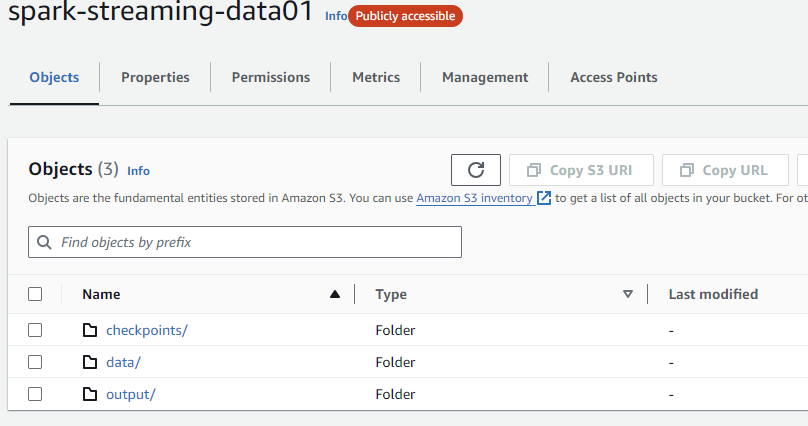 spark-streaming-data01 Info Publicly accessible
Objects Properties Permissions Metrics Management Access Points
Objects (3) Info Copy S3 URI Copy URL
Objects are the fundamental entities stored in Amazon S3. You can use Amazon S3 inventory to get a list of all objects in your bucket. For ot
Find objects by prefix
Name Type Last modified
checkpoints/ Folder -
data/ Folder -
output/ Folder -